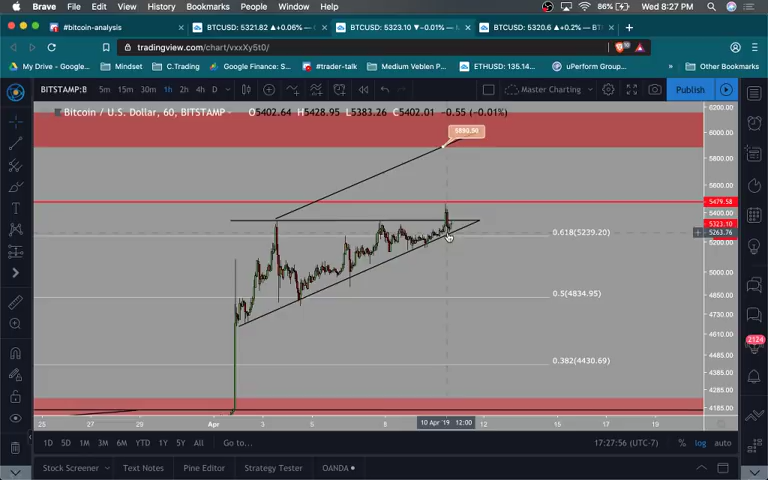 Brave File Edit View History Bookmarks People Window Help 86% Wed 8:27 PM
#bitcoin-analysis BTCUSD: 5321.82 ▲+0.06% — BTCUSD: 5323.10 ▼−0.01% — BTCUSD: 5320.6 ▲+0.2% —
tradingview.com/chart/vxxXy5t0/
My Drive - Google... Mindset C.Trading Google Finance: S... #trader-talk Medium Veblen Po... ETHUSD: 135.14... uPerform Group... Other Bookmarks
BITSTAMP:B 5m 15m 30m 1h 2h 4h D Master Charting Publish
Bitcoin / U.S. Dollar, 60, BITSTAMP O5402.64 H5428.95 L5383.26 C5402.01 −0.55 (−0.01%)
6200.00
6000.00
5890.50
5800.00
5600.00
5479.58
5400.00
5323.10
0.618(5239.20)
5263.76
5200.00
5000.00
0.5(4834.95)
4850.00
4730.00
4610.00
2124
4485.00
0.382(4430.69)
4375.00
4285.00
4185.00
25 27 29 Apr 3 5 8 10 Apr '19 12:00 12 15 17 19
1D 5D 1M 3M 6M YTD 1Y 5Y All Go to... 17:27:56 (UTC-7) % log auto
Stock Screener Text Notes Pine Editor Strategy Tester OANDA